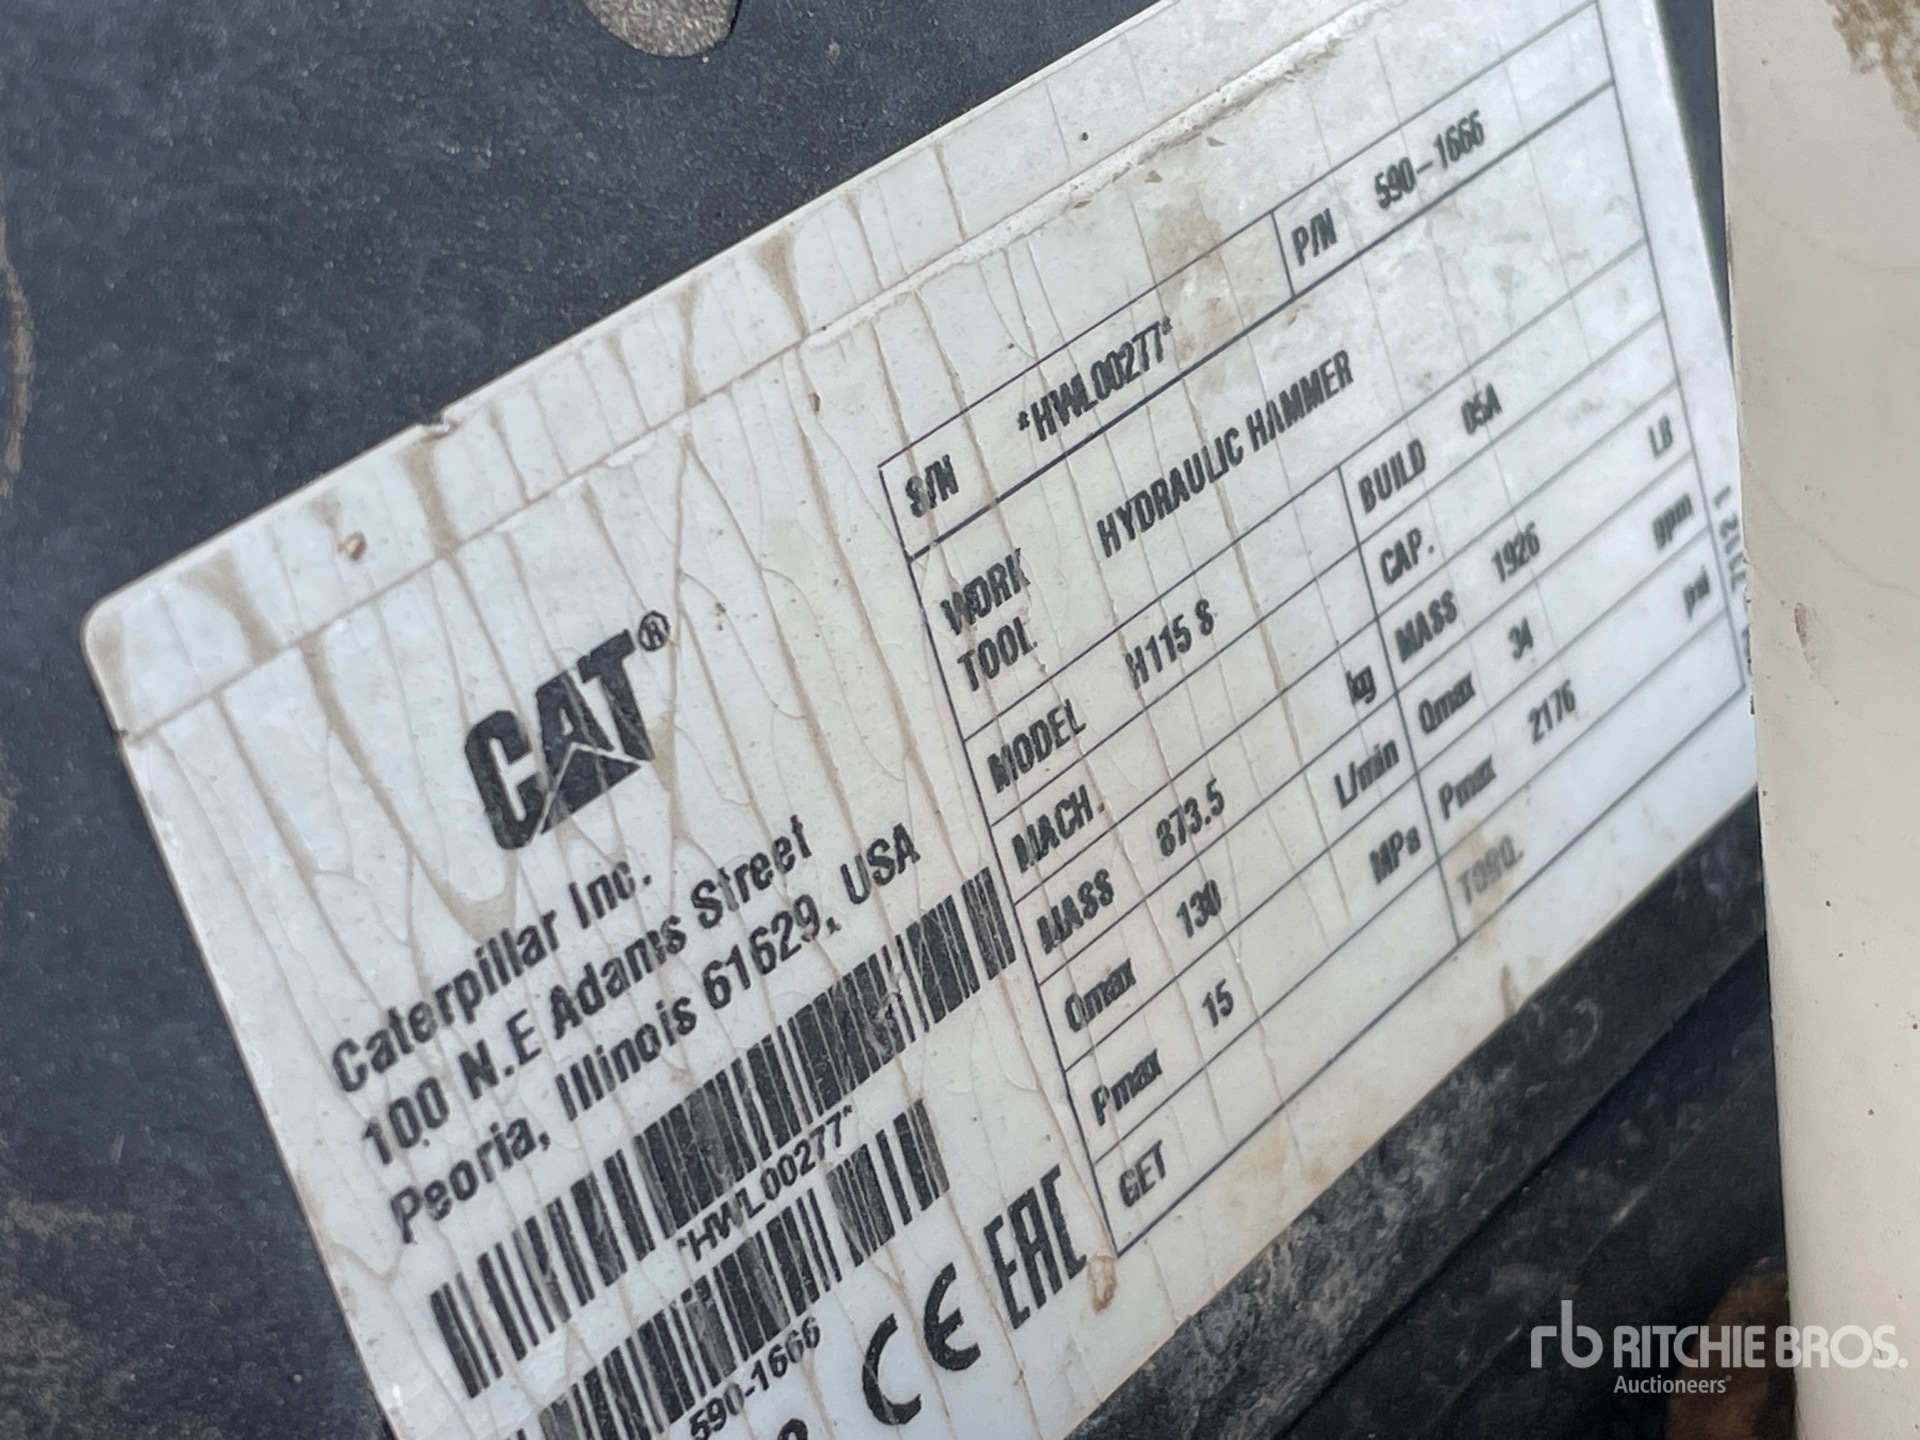 CAT®
Caterpillar Inc.
100 N.E Adams Street
Peoria, Illinois 61629, USA
*HWL00277*
590-1666
CE EAC
S/N *HWL00277* P/N 590-1666
WORK TOOL HYDRAULIC HAMMER
MODEL H115 S BUILD 05A
MACH. CAP.
MASS 873.5 kg MASS 1926 LB
Qmax 130 L/min Qmax 34 gpm
Pmax 15 MPa Pmax 2176 psi
GET TORQ.
rb RITCHIE BROS.
Auctioneers